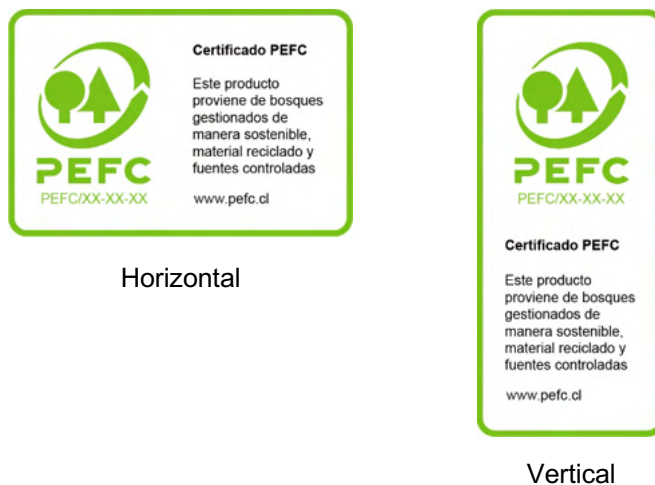 Certificado PEFC
Este producto
proviene de bosques
gestionados de
manera sostenible,
material reciclado y
fuentes controladas
www.pefc.cl
PEFC
PEFC/XX-XX-XX
Horizontal
PEFC
PEFC/XX-XX-XX
Certificado PEFC
Este producto
proviene de bosques
gestionados de
manera sostenible,
material reciclado y
fuentes controladas
www.pefc.cl
Vertical